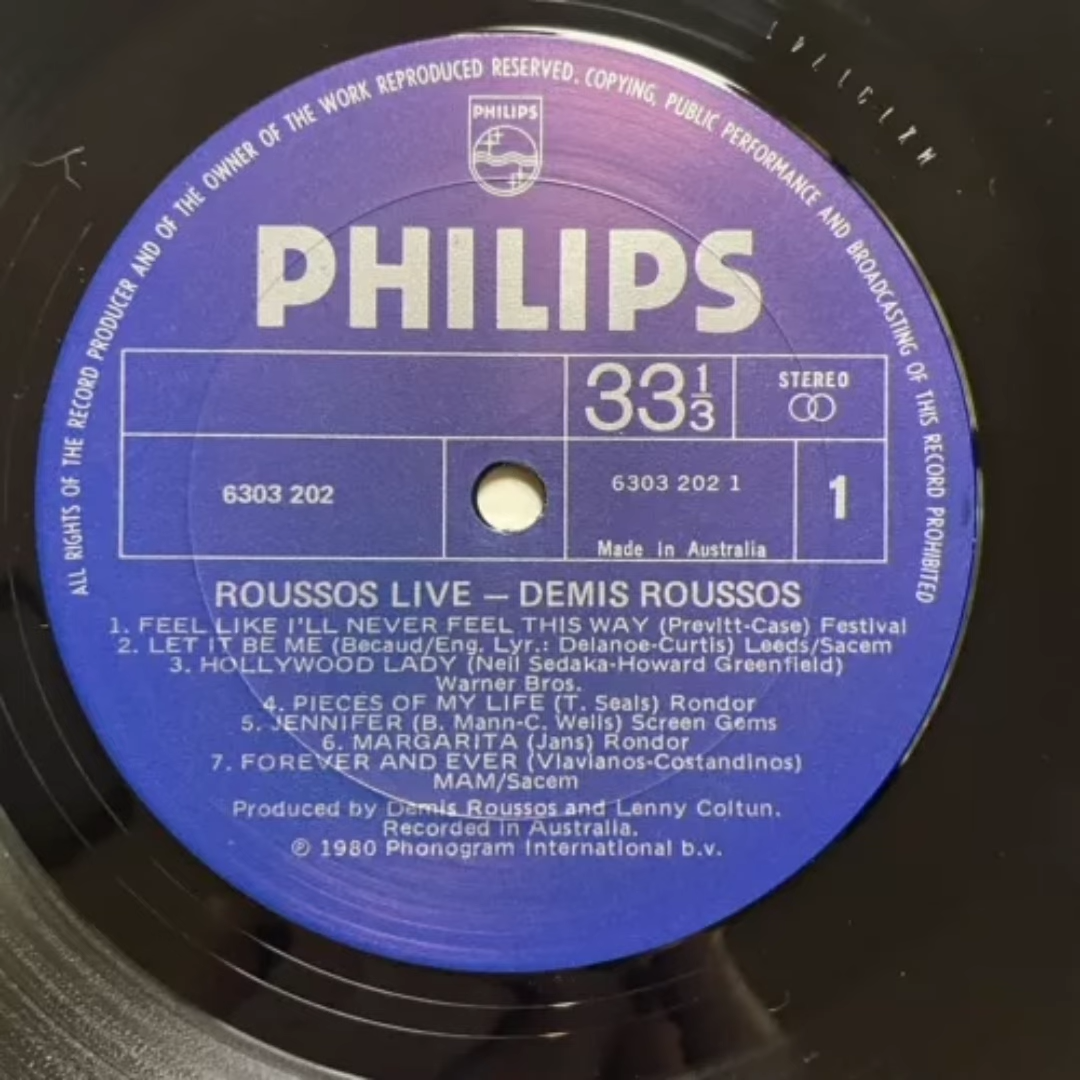 ALL RIGHTS OF THE RECORD PRODUCER AND OF THE OWNER OF THE WORK REPRODUCED RESERVED. COPYING, PUBLIC PERFORMANCE AND BROADCASTING OF THIS RECORD PROHIBITED
PHILIPS
PHILIPS
33 1/3
STEREO
6303 202
6303 202 1
1
Made in Australia
ROUSSOS LIVE – DEMIS ROUSSOS
1. FEEL LIKE I'LL NEVER FEEL THIS WAY (Previtt-Case) Festival
2. LET IT BE ME (Becaud/Eng. Lyr.: Delanoe-Curtis) Leeds/Sacem
3. HOLLYWOOD LADY (Neil Sedaka-Howard Greenfield)
Warner Bros.
4. PIECES OF MY LIFE (T. Seals) Rondor
5. JENNIFER (B. Mann-C. Wells) Screen Gems
6. MARGARITA (Jans) Rondor
7. FOREVER AND EVER (Vlavianos-Costandinos)
MAM/Sacem
Produced by Demis Roussos and Lenny Coltun.
Recorded in Australia.
℗ 1980 Phonogram International b.v.